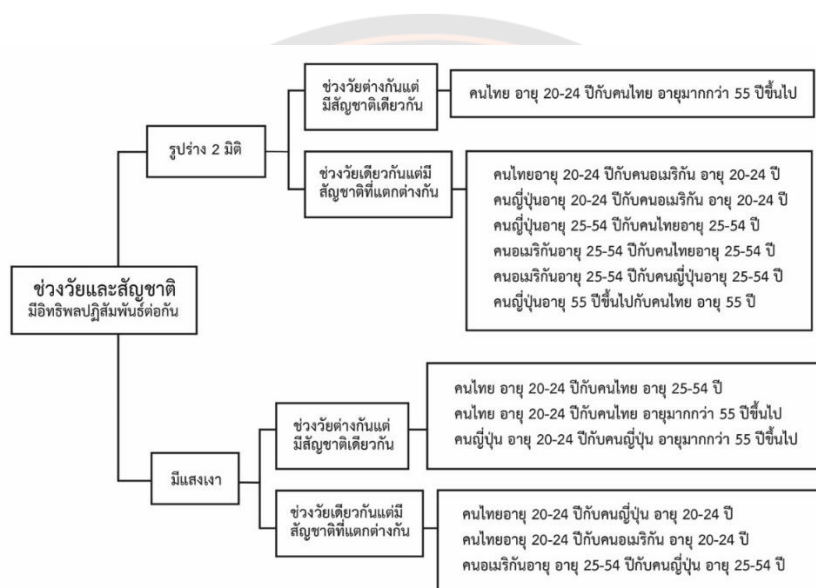 ช่วงวัยและสัญชาติ
มีอิทธิพลปฏิสัมพันธ์ต่อกัน
รูปร่าง 2 มิติ
ช่วงวัยต่างกันแต่
มีสัญชาติเดียวกัน
คนไทย อายุ 20-24 ปีกับคนไทย อายุมากกว่า 55 ปีขึ้นไป
ช่วงวัยเดียวกันแต่มี
สัญชาติที่แตกต่างกัน
คนไทยอายุ 20-24 ปีกับคนอเมริกัน อายุ 20-24 ปี
คนญี่ปุ่นอายุ 20-24 ปีกับคนอเมริกัน อายุ 20-24 ปี
คนญี่ปุ่นอายุ 25-54 ปีกับคนไทยอายุ 25-54 ปี
คนอเมริกันอายุ 25-54 ปีกับคนไทยอายุ 25-54 ปี
คนอเมริกันอายุ 25-54 ปีกับคนญี่ปุ่นอายุ 25-54 ปี
คนญี่ปุ่นอายุ 55 ปีขึ้นไปกับคนไทย อายุ 55 ปี
มีแสงเงา
ช่วงวัยต่างกันแต่
มีสัญชาติเดียวกัน
คนไทย อายุ 20-24 ปีกับคนไทย อายุ 25-54 ปี
คนไทย อายุ 20-24 ปีกับคนไทย อายุมากกว่า 55 ปีขึ้นไป
คนญี่ปุ่น อายุ 20-24 ปีกับคนญี่ปุ่น อายุมากกว่า 55 ปีขึ้นไป
ช่วงวัยเดียวกันแต่มี
สัญชาติที่แตกต่างกัน
คนไทยอายุ 20-24 ปีกับคนญี่ปุ่น อายุ 20-24 ปี
คนไทยอายุ 20-24 ปีกับคนอเมริกัน อายุ 20-24 ปี
คนอเมริกันอายุ อายุ 25-54 ปีกับคนญี่ปุ่น อายุ 25-54 ปี